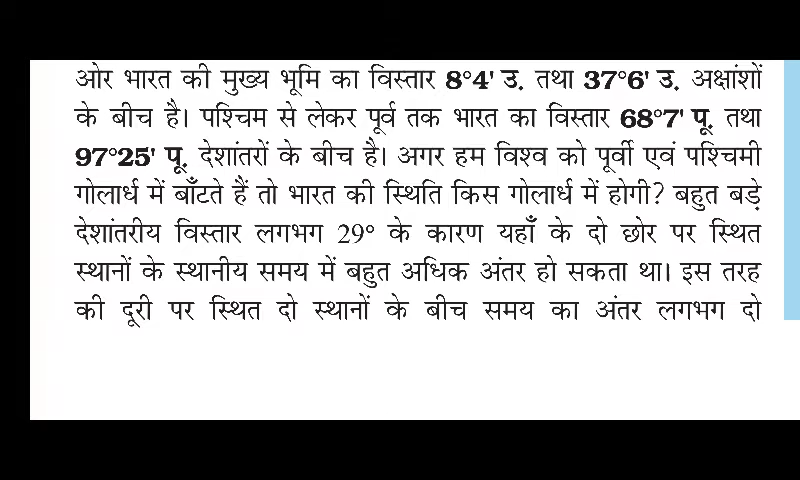 ओर भारत की मुख्य भूमि का विस्तार 8°4' उ. तथा 37°6' उ. अक्षांशों
के बीच है। पश्चिम से लेकर पूर्व तक भारत का विस्तार 68°7' पू. तथा
97°25' पू. देशांतरों के बीच है। अगर हम विश्व को पूर्वी एवं पश्चिमी
गोलार्ध में बाँटते हैं तो भारत की स्थिति किस गोलार्ध में होगी? बहुत बड़े
देशांतरीय विस्तार लगभग 29° के कारण यहाँ के दो छोर पर स्थित
स्थानों के स्थानीय समय में बहुत अधिक अंतर हो सकता था। इस तरह
की दूरी पर स्थित दो स्थानों के बीच समय का अंतर लगभग दो